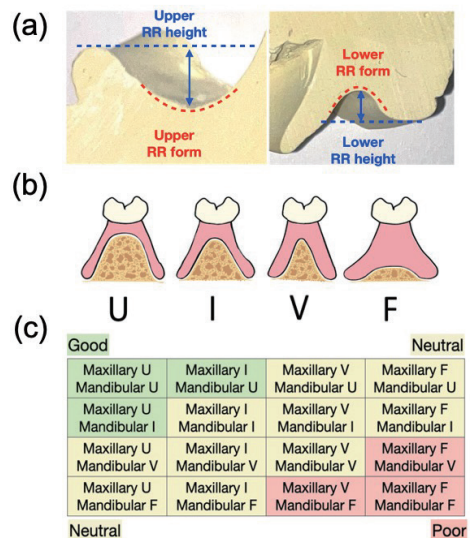 (a)
Upper
RR height
Upper
RR form
Lower
RR form
Lower
RR height
(b)
U I V F
(c)
Good Neutral
Maxillary U Maxillary I Maxillary V Maxillary F
Mandibular U Mandibular U Mandibular U Mandibular U
Maxillary U Maxillary I Maxillary V Maxillary F
Mandibular I Mandibular I Mandibular I Mandibular I
Maxillary U Maxillary I Maxillary V Maxillary F
Mandibular V Mandibular V Mandibular V Mandibular V
Maxillary U Maxillary I Maxillary V Maxillary F
Mandibular F Mandibular F Mandibular F Mandibular F
Neutral Poor